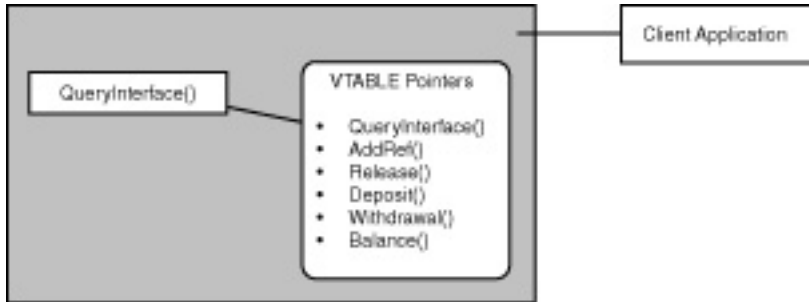 Client Application
QueryInterface()
VTABLE Pointers
• QueryInterface()
• AddRef()
• Release()
• Deposit()
• Withdrawal()
• Balance()